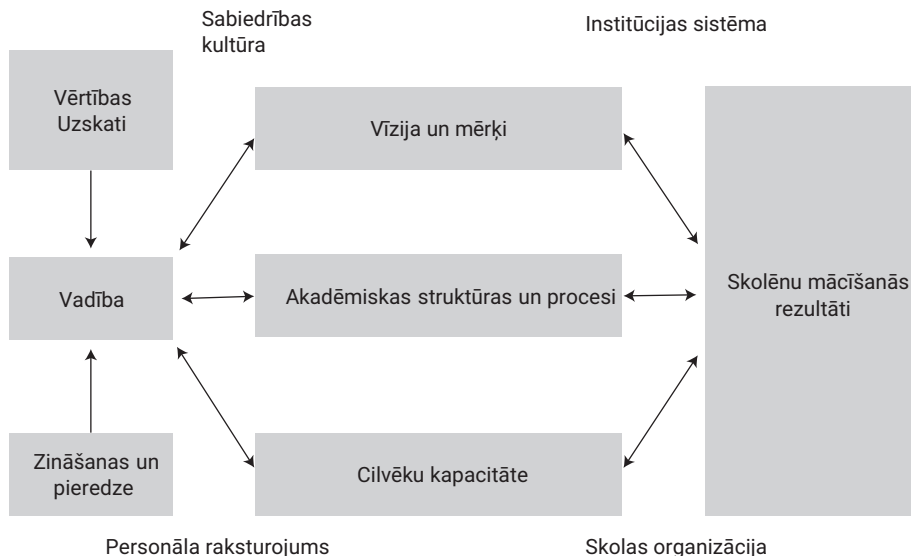 Sabiedrības
kultūra
Institūcijas sistēma
Vērtības
Uzskati
Vīzija un mērķi
Vadība
Akadēmiskas struktūras un procesi
Skolēnu mācīšanās
rezultāti
Zināšanas un
pieredze
Cilvēku kapacitāte
Personāla raksturojums
Skolas organizācija